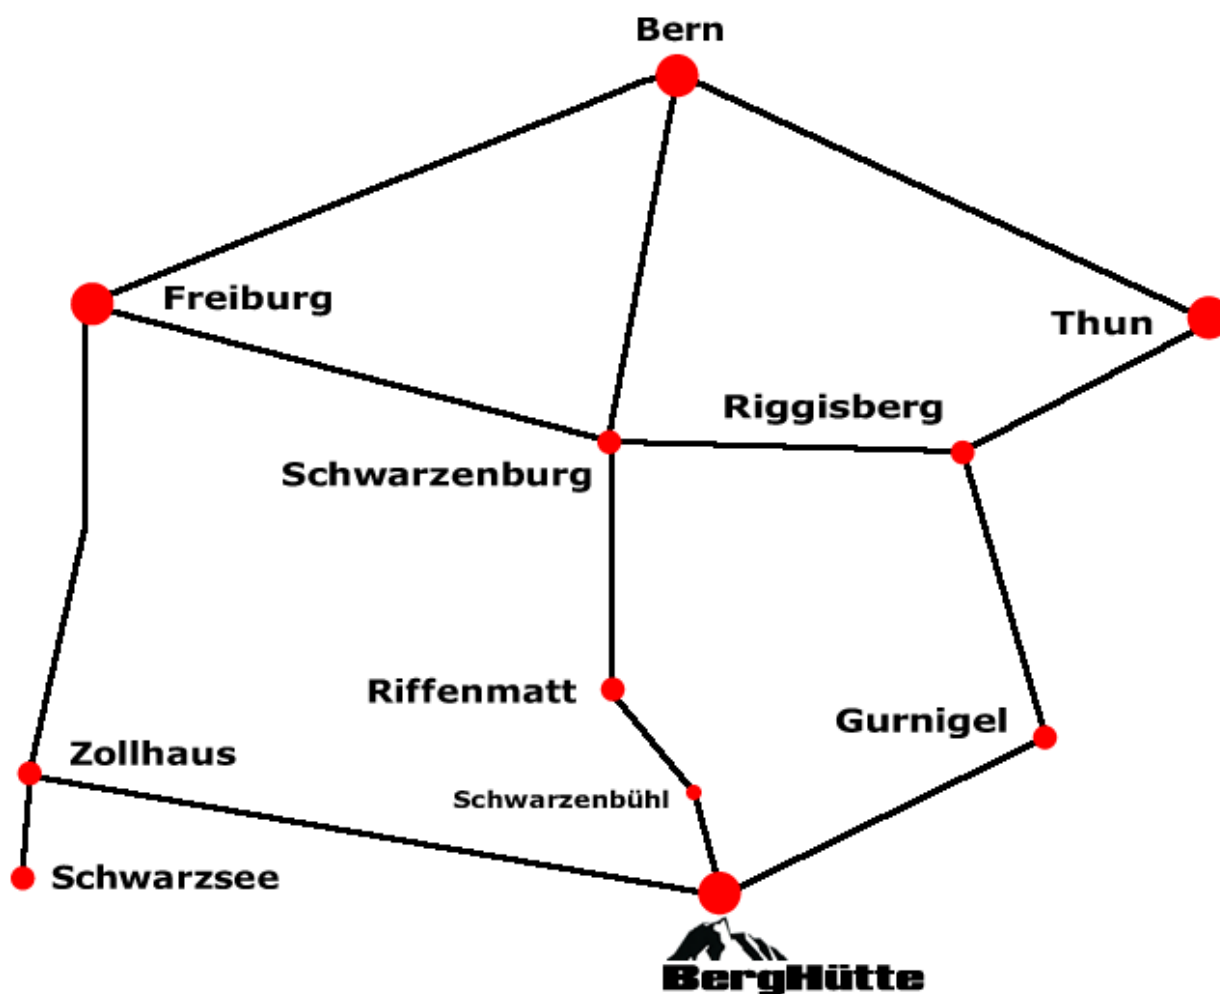 Bern
Freiburg
Thun
Riggisberg
Schwarzenburg
Riffenmatt
Gurnigel
Zollhaus
Schwarzenbühl
Schwarzsee
BergHütte